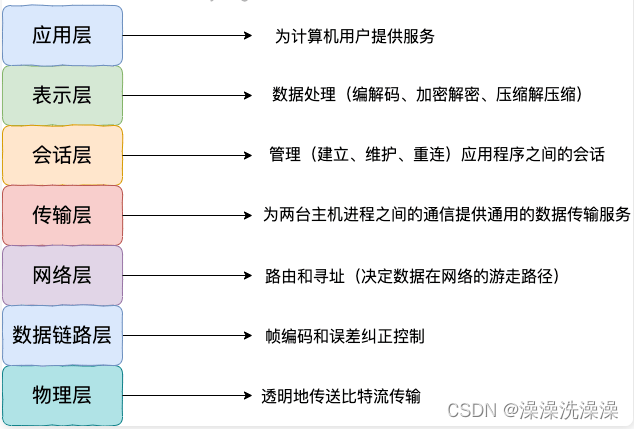 应用层 为计算机用户提供服务
表示层 数据处理（编解码、加密解密、压缩解压缩）
会话层 管理（建立、维护、重连）应用程序之间的会话
传输层 为两台主机进程之间的通信提供通用的数据传输服务
网络层 路由和寻址（决定数据在网络的游走路径）
数据链路层 帧编码和误差纠正控制
物理层 透明地传送比特流传输
CSDN @澡澡洗澡澡